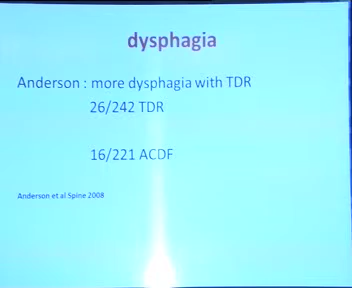 dysphagia
Anderson : more dysphagia with TDR
26/242 TDR
16/221 ACDF
Anderson et al Spine 2008